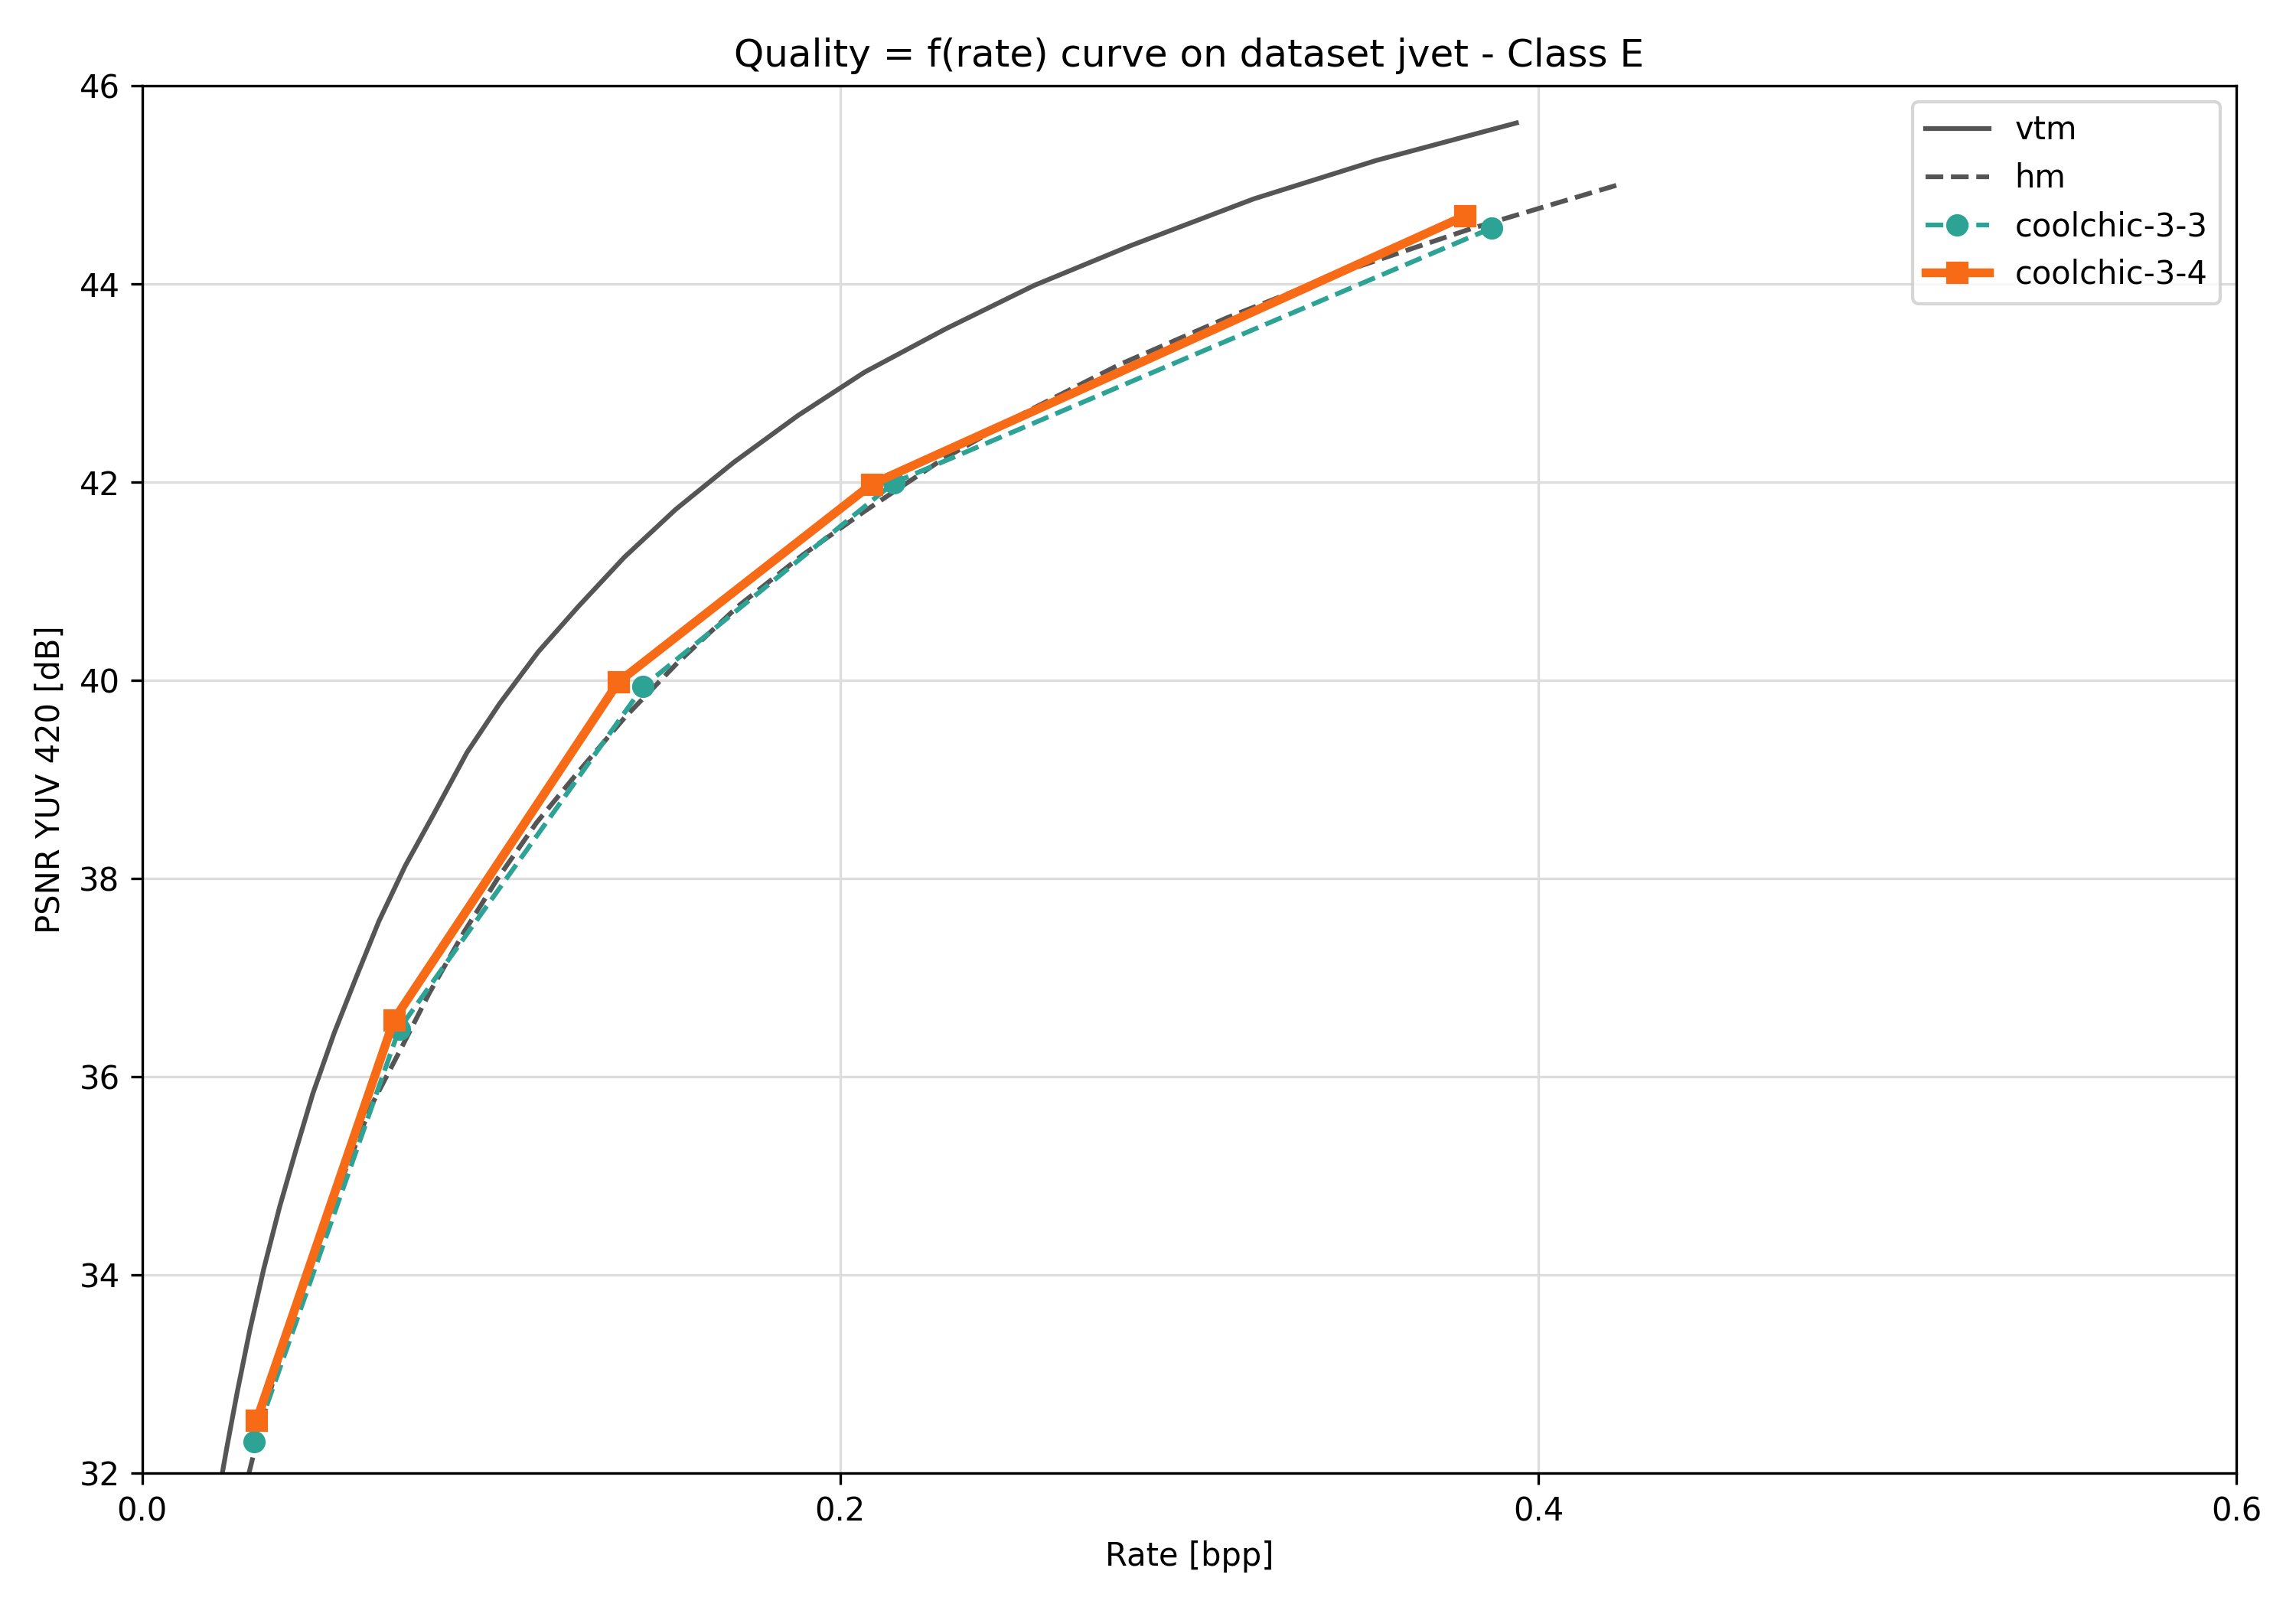 Quality = f(rate) curve on dataset jvet - Class E
46
44
42
40
38
36
34
32
PSNR YUV 420 [dB]
vtm
hm
coolchic-3-3
coolchic-3-4
0.0
0.2
0.4
0.6
Rate [bpp]